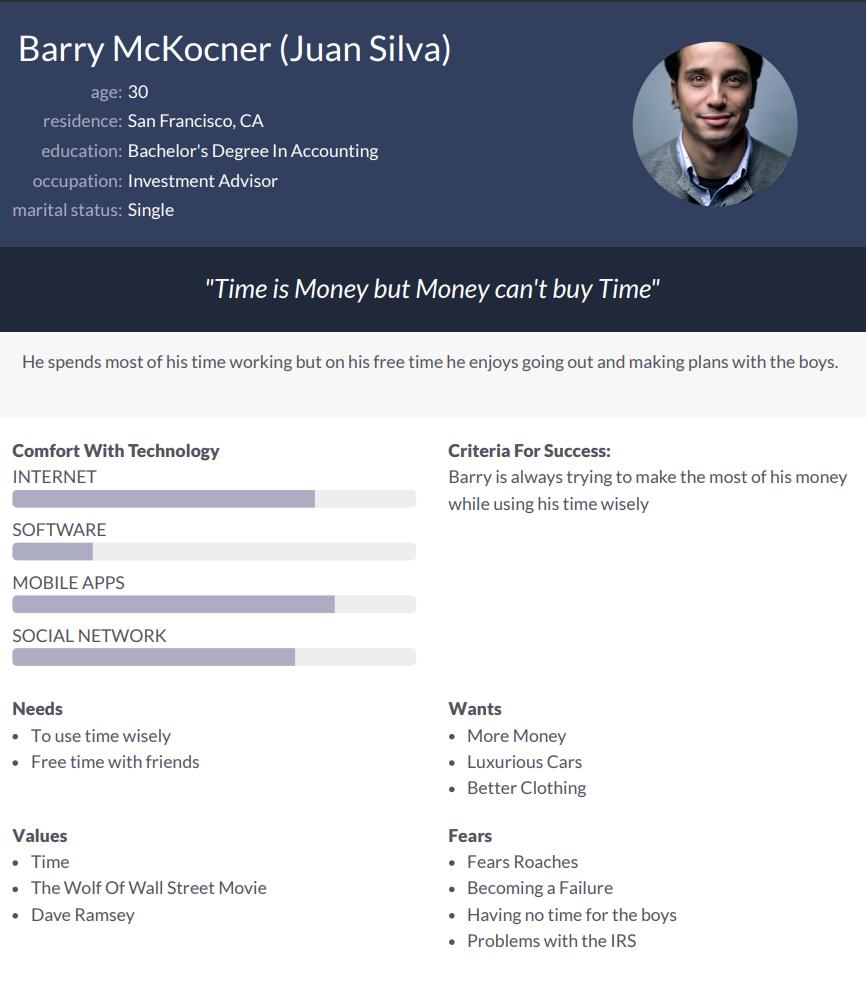 Barry McKocner (Juan Silva)
age: 30
residence: San Francisco, CA
education: Bachelor's Degree In Accounting
occupation: Investment Advisor
marital status: Single
"Time is Money but Money can't buy Time"
He spends most of his time working but on his free time he enjoys going out and making plans with the boys.
Comfort With Technology
INTERNET
SOFTWARE
MOBILE APPS
SOCIAL NETWORK
Criteria For Success:
Barry is always trying to make the most of his money
while using his time wisely
Needs
• To use time wisely
• Free time with friends
Wants
• More Money
• Luxurious Cars
• Better Clothing
Values
• Time
• The Wolf Of Wall Street Movie
• Dave Ramsey
Fears
• Fears Roaches
• Becoming a Failure
• Having no time for the boys
• Problems with the IRS